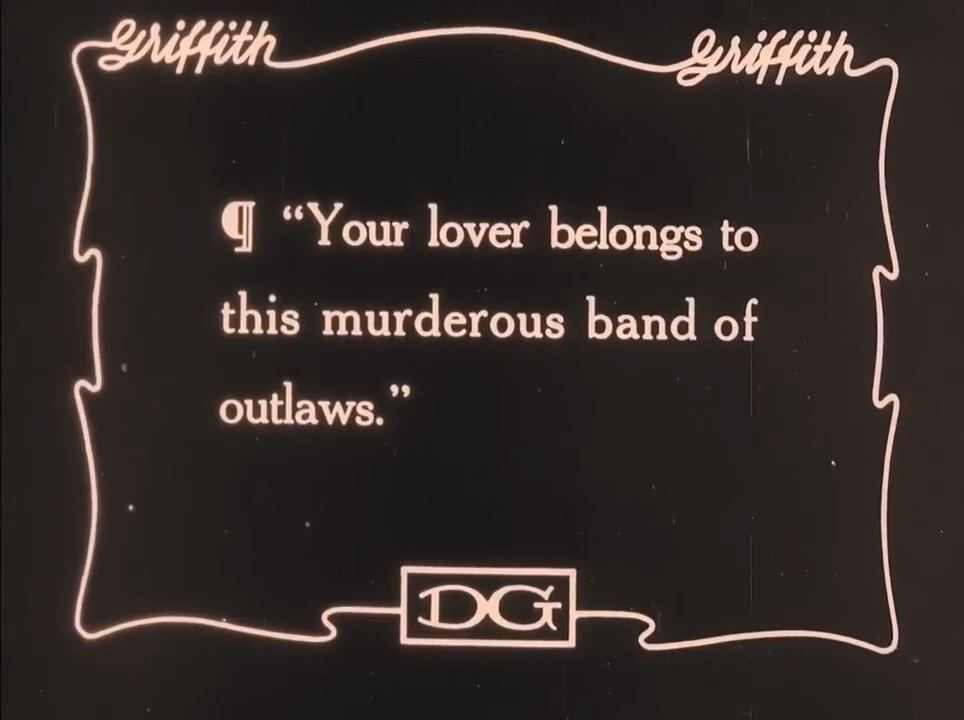 Griffith Griffith
¶ “Your lover belongs to
this murderous band of
outlaws.”
DG